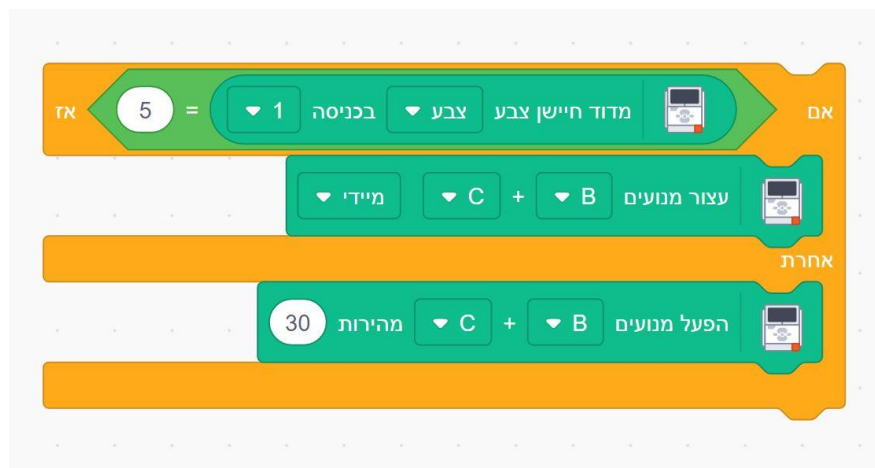 אם מדוד חיישן צבע צבע בכניסה 1 = 5 אז
עצור מנועים B + C מיידי
אחרת
הפעל מנועים B + C מהירות 30